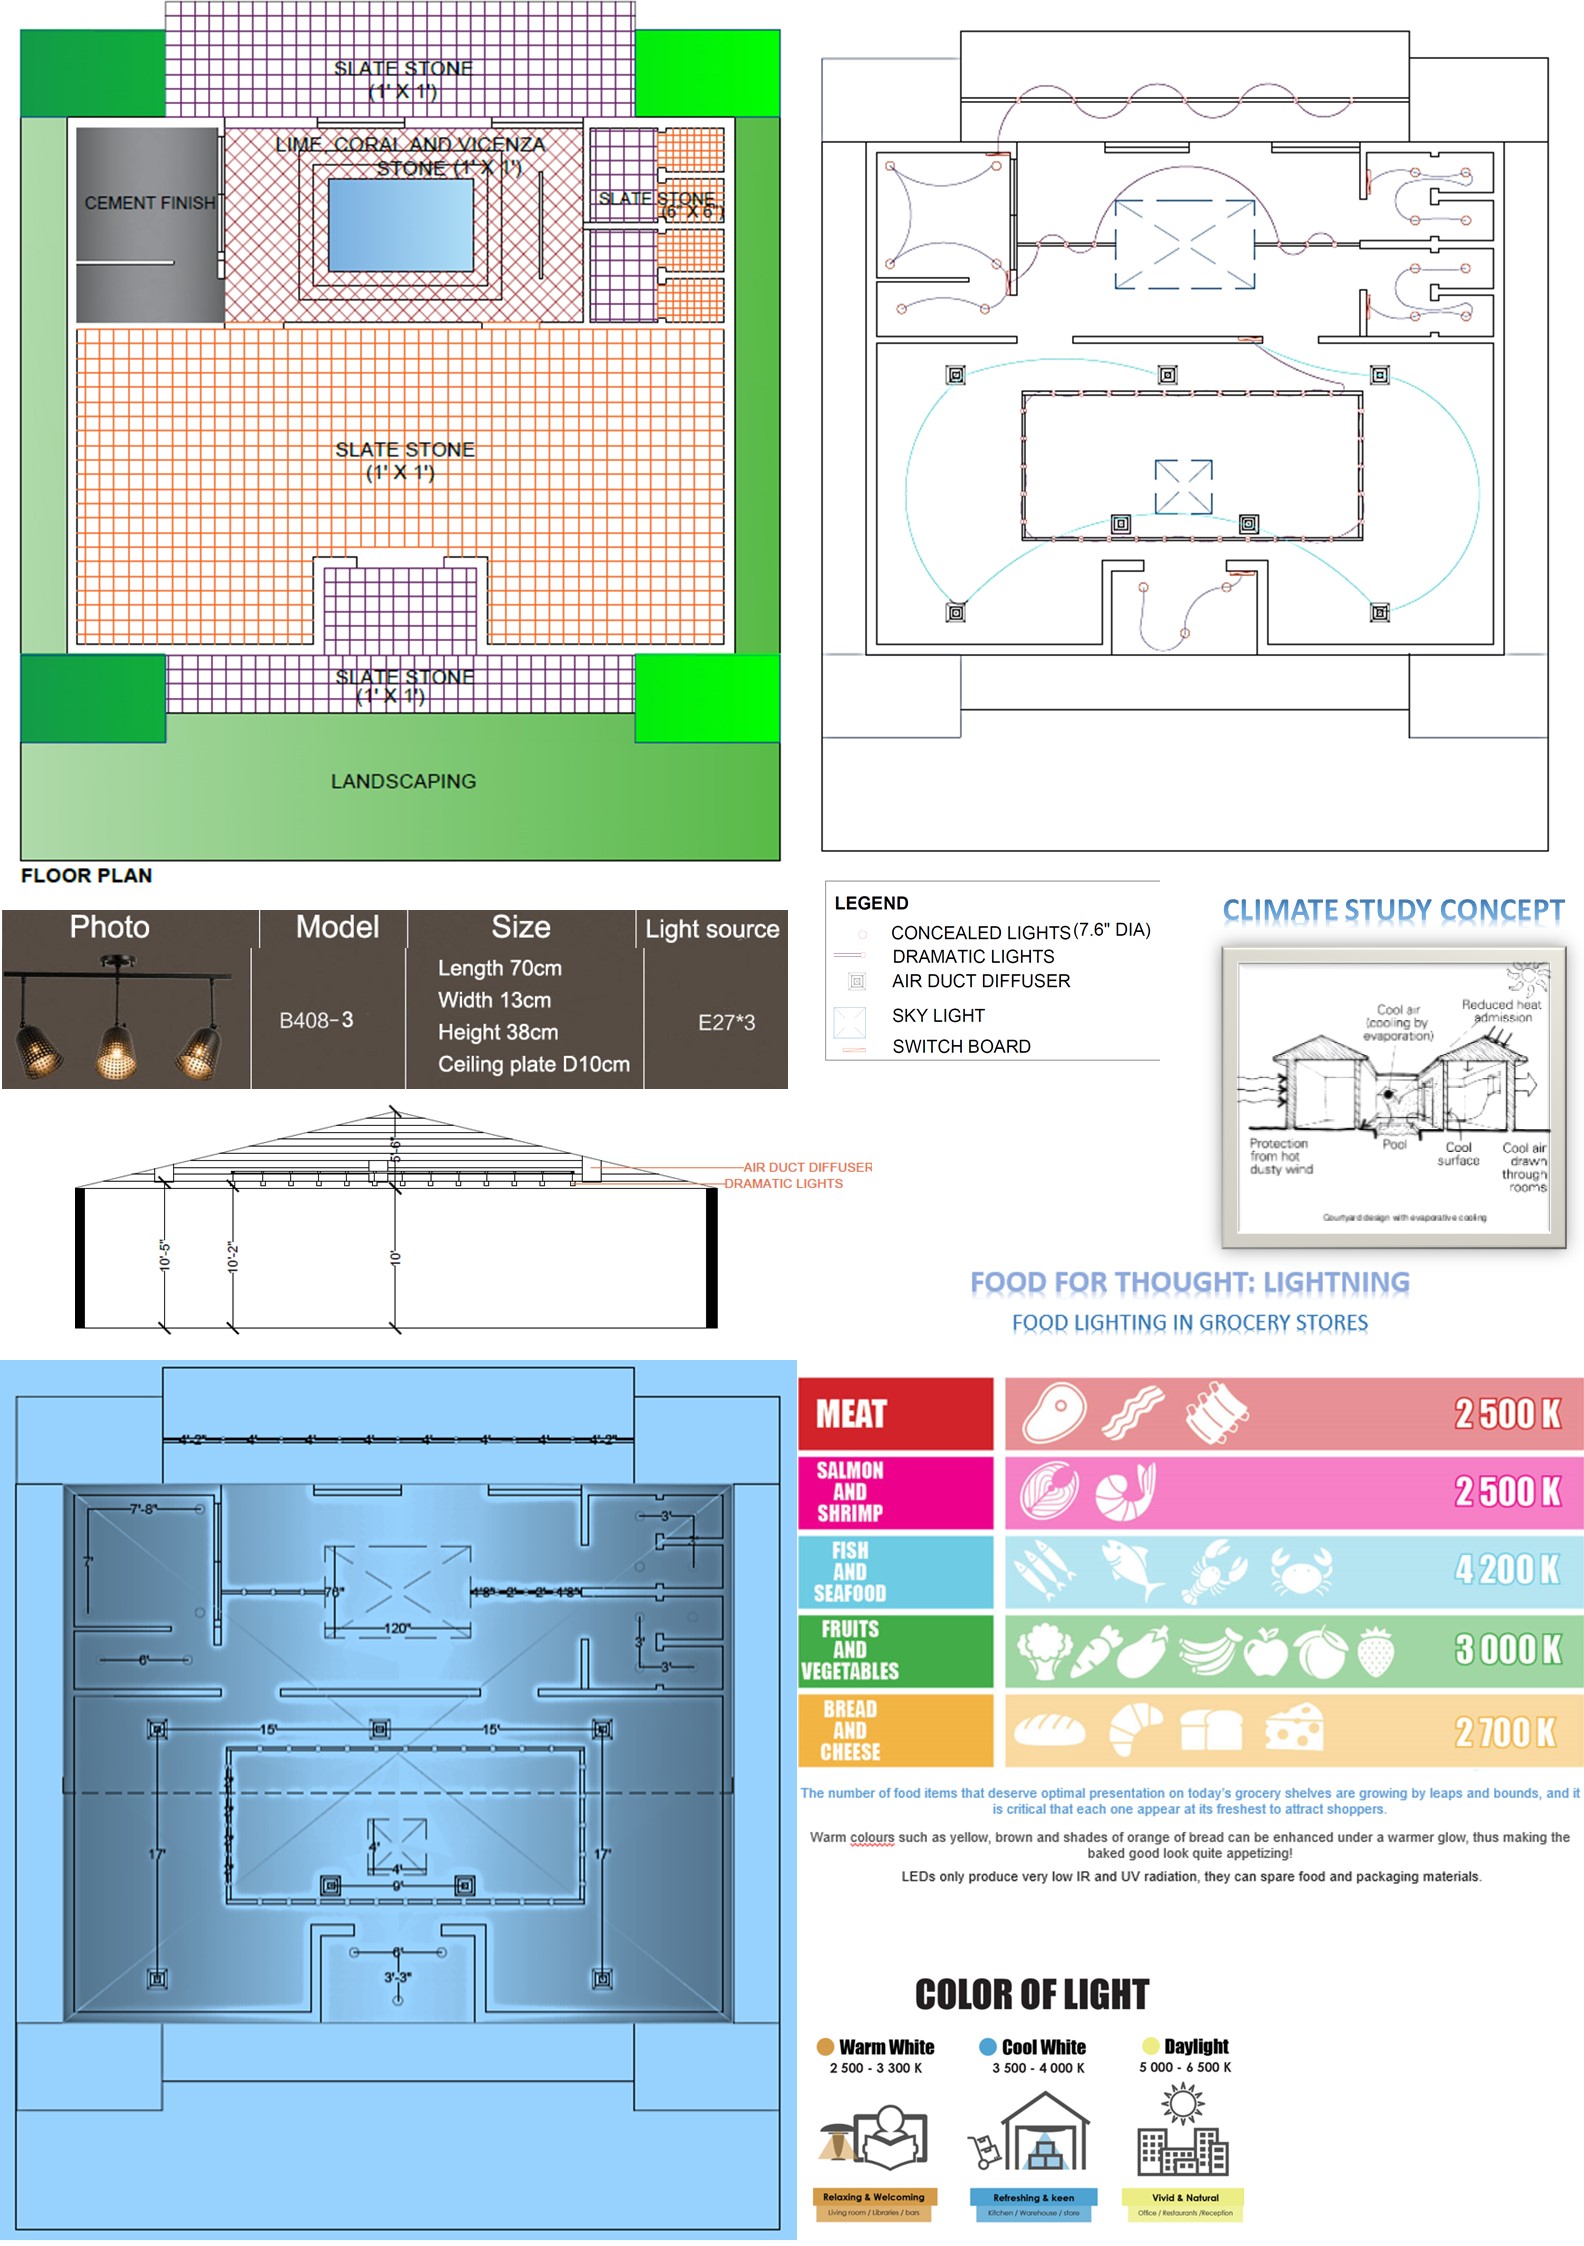 SLATE STONE
(1' X 1')
LIME, CORAL AND VICENZA
STONE (1' X 1')
CEMENT FINISH
SLATE STONE
(6" X 6")
SLATE STONE
(1' X 1')
SLATE STONE
(1' X 1')
LANDSCAPING
FLOOR PLAN
LEGEND
CONCEALED LIGHTS (7.6" DIA)
DRAMATIC LIGHTS
AIR DUCT DIFFUSER
SKY LIGHT
SWITCH BOARD
CLIMATE STUDY CONCEPT
Cool air
(cooling by
evaporation)
Reduced heat
admission
Protection
from hot
dusty wind
Pool
Cool
surface
Cool air
drawn
through
rooms
Courtyard design with evaporative cooling
Photo Model Size Light source
B408-3
Length 70cm
Width 13cm
Height 38cm
Ceiling plate D10cm
E27*3
5'-6"
AIR DUCT DIFFUSER
DRAMATIC LIGHTS
10'-5"
10'-2"
10'
FOOD FOR THOUGHT: LIGHTNING
FOOD LIGHTING IN GROCERY STORES
MEAT 2 500 K
SALMON
AND
SHRIMP
2 500 K
FISH
AND
SEAFOOD
4 200 K
FRUITS
AND
VEGETABLES
3 000 K
BREAD
AND
CHEESE
2 700 K
The number of food items that deserve optimal presentation on today's grocery shelves are growing by leaps and bounds, and it
is critical that each one appear at its freshest to attract shoppers.
Warm colours such as yellow, brown and shades of orange of bread can be enhanced under a warmer glow, thus making the
baked good look quite appetizing!
LEDs only produce very low IR and UV radiation, they can spare food and packaging materials.
4'-2" 4' 4' 4' 4' 4' 4' 4'-2"
7'-8"
7'
3'
120"
6'
3'
3'
15' 15'
17' 17'
4'
4'
9'
6'
3'-3"
COLOR OF LIGHT
Warm White
2 500 - 3 300 K
Cool White
3 500 - 4 000 K
Daylight
5 000 - 6 500 K
Relaxing & Welcoming
Living room / Libraries / bars
Refreshing & keen
Kitchen / Warehouse / store
Vivid & Natural
Office / Restaurants /Reception